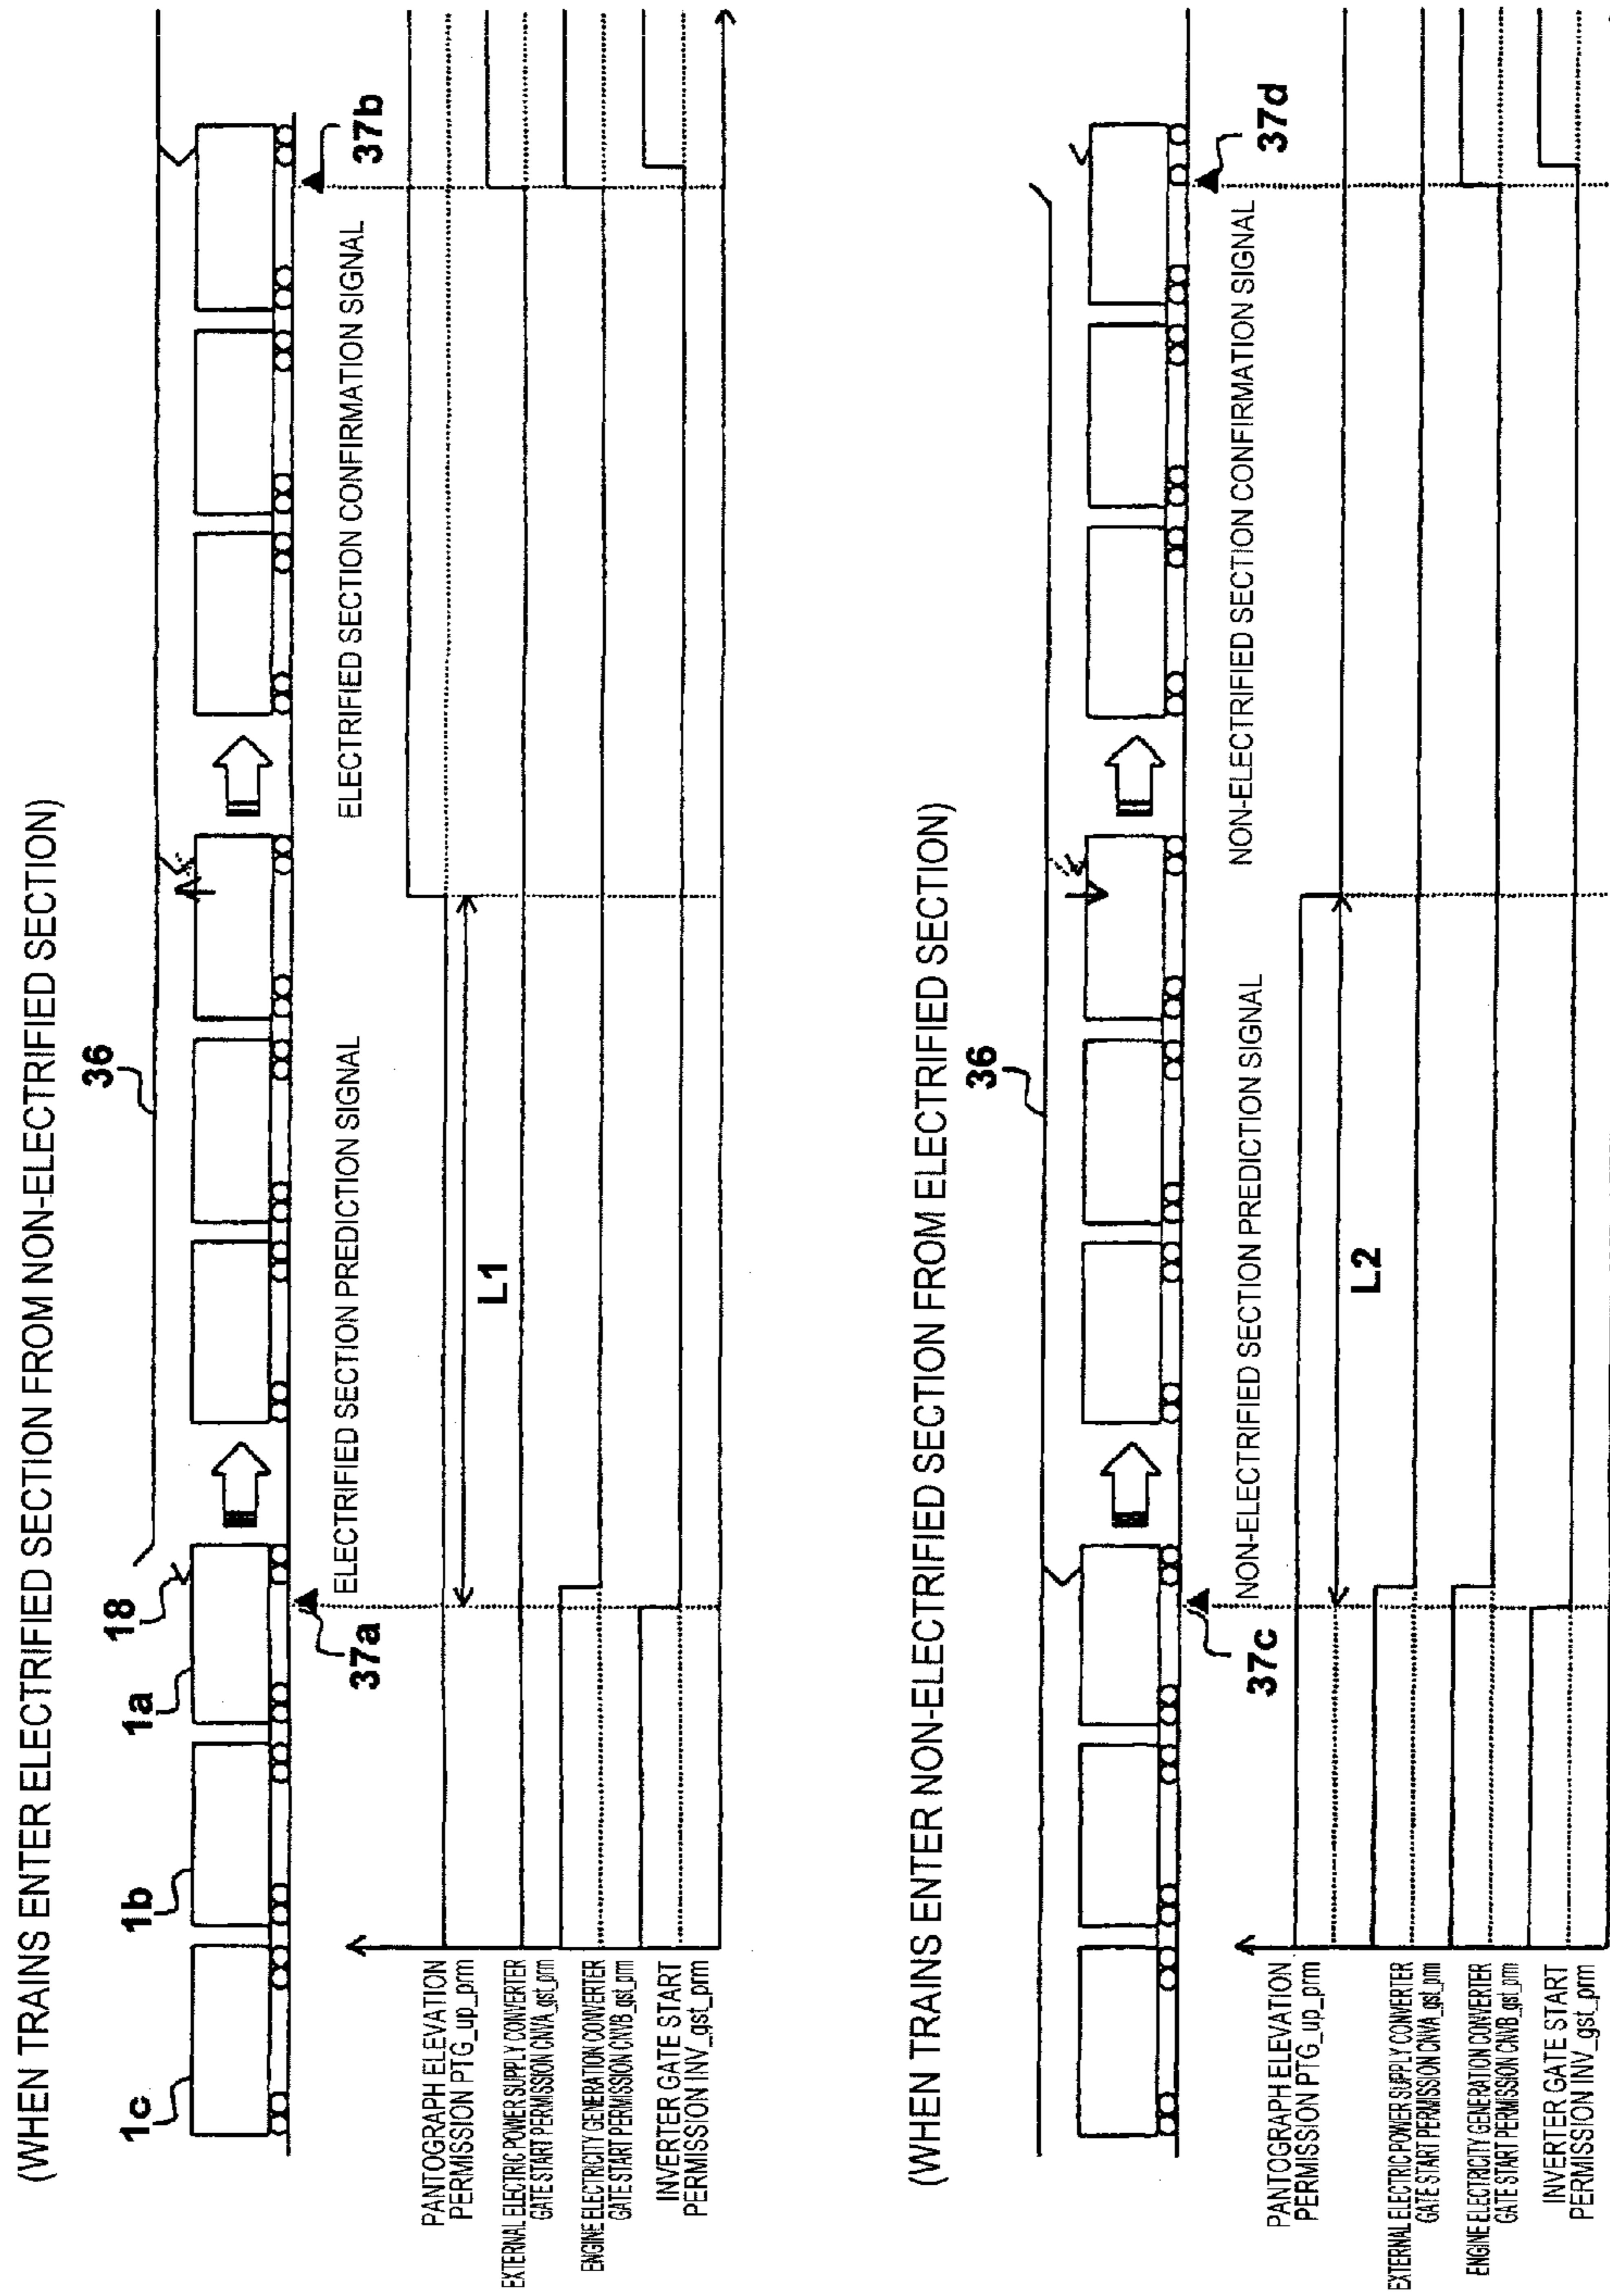 (WHEN TRAINS ENTER ELECTRIFIED SECTION FROM NON-ELECTRIFIED SECTION)
36
1c
1b
1a
18
37a
37b
ELECTRIFIED SECTION PREDICTION SIGNAL
ELECTRIFIED SECTION CONFIRMATION SIGNAL
PANTOGRAPH ELEVATION
PERMISSION PTG_up_prm
L1
EXTERNAL ELECTRIC POWER SUPPLY CONVERTER
GATE START PERMISSION CNVA_gst_prm
ENGINE ELECTRICITY GENERATION CONVERTER
GATE START PERMISSION CNVB_gst_prm
INVERTER GATE START
PERMISSION INV_gst_prm
(WHEN TRAINS ENTER NON-ELECTRIFIED SECTION FROM ELECTRIFIED SECTION)
36
37c
37d
NON-ELECTRIFIED SECTION PREDICTION SIGNAL
NON-ELECTRIFIED SECTION CONFIRMATION SIGNAL
PANTOGRAPH ELEVATION
PERMISSION PTG_up_prm
L2
EXTERNAL ELECTRIC POWER SUPPLY CONVERTER
GATE START PERMISSION CNVA_gst_prm
ENGINE ELECTRICITY GENERATION CONVERTER
GATE START PERMISSION CNVB_gst_prm
INVERTER GATE START
PERMISSION INV_gst_prm